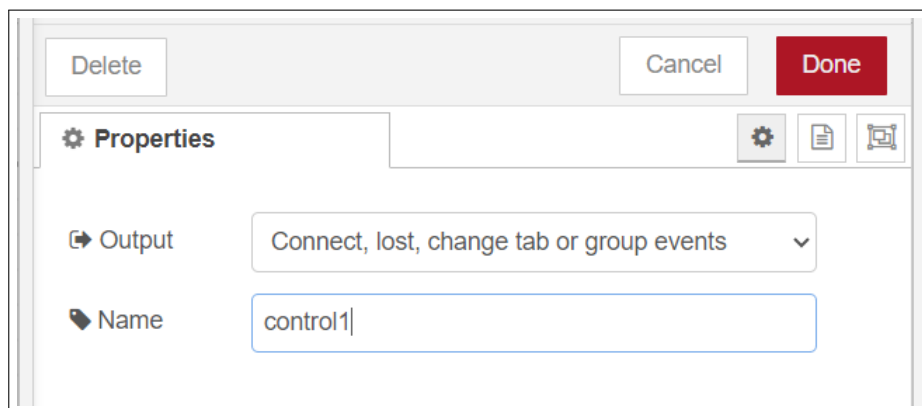 Delete
Cancel
Done
Properties
Output
Connect, lost, change tab or group events
Name
control1